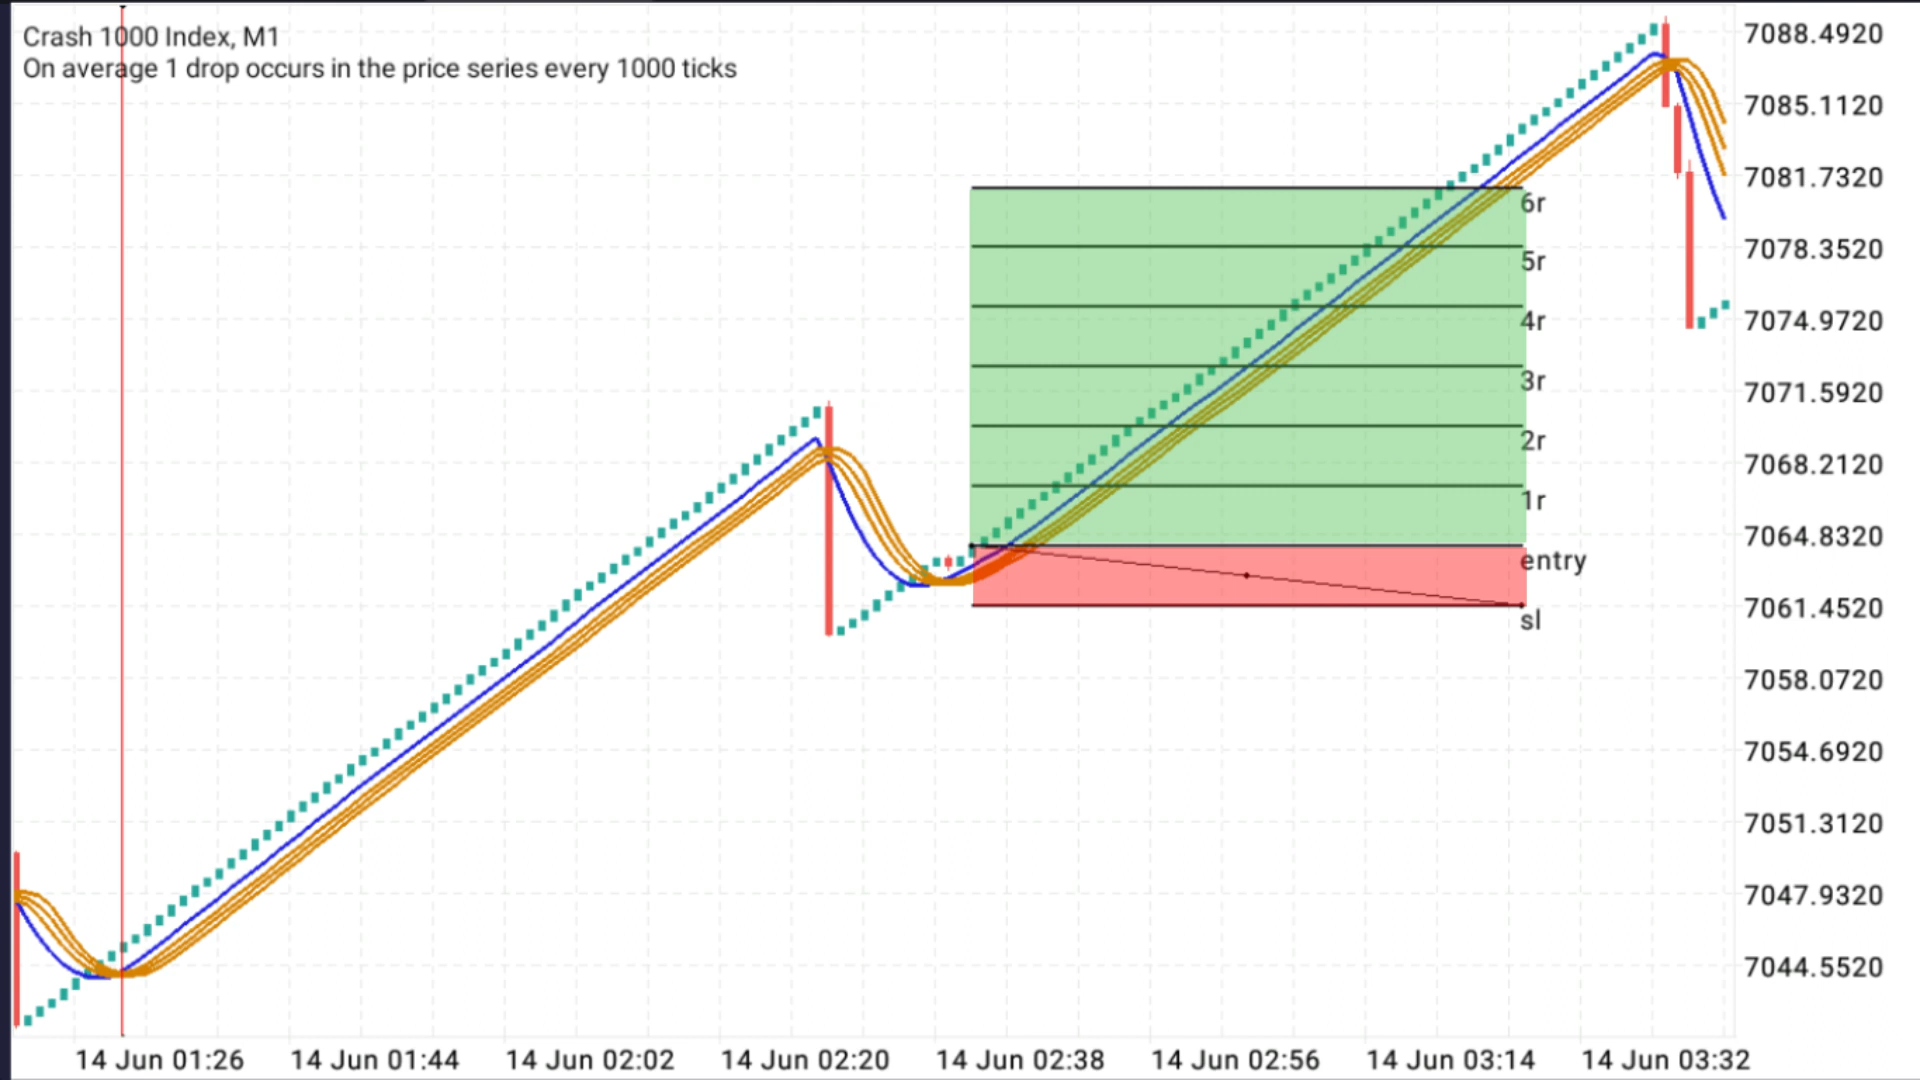 Crash 1000 Index, M1
On average 1 drop occurs in the price series every 1000 ticks
7088.4920
7085.1120
7081.7320
6r
7078.3520
5r
7074.9720
4r
7071.5920
3r
2r
7068.2120
1r
7064.8320
entry
7061.4520
sl
7058.0720
7054.6920
7051.3120
7047.9320
7044.5520
14 Jun 01:26 14 Jun 01:44 14 Jun 02:02 14 Jun 02:20 14 Jun 02:38 14 Jun 02:56 14 Jun 03:14 14 Jun 03:32